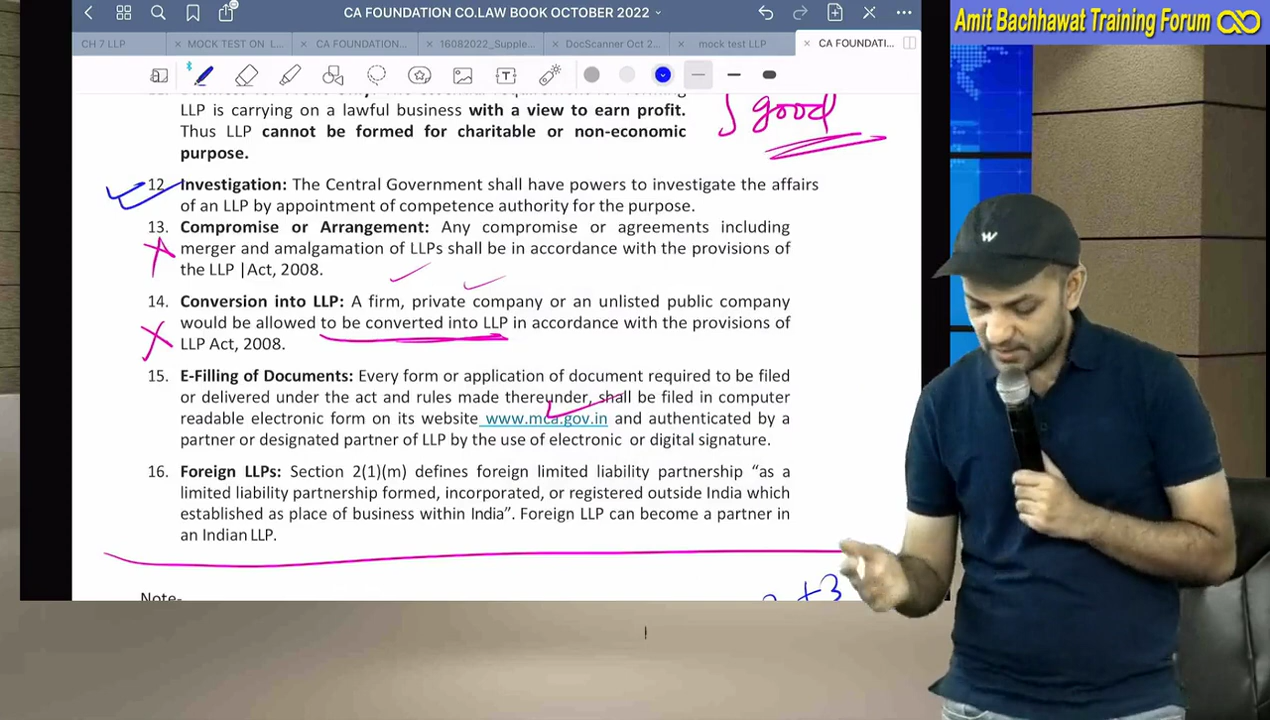 CA FOUNDATION CO.LAW BOOK OCTOBER 2022
Amit Bachhawat Training Forum
CH 7 LLP
MOCK TEST ON L...
CA FOUNDATION...
16082022_Supple...
DocScanner Oct 2...
mock test LLP
CA FOUNDATI...
LLP is carrying on a lawful business with a view to earn profit.
Thus LLP cannot be formed for charitable or non-economic
purpose.
good
12. Investigation: The Central Government shall have powers to investigate the affairs
of an LLP by appointment of competence authority for the purpose.
13. Compromise or Arrangement: Any compromise or agreements including
merger and amalgamation of LLPs shall be in accordance with the provisions of
the LLP |Act, 2008.
14. Conversion into LLP: A firm, private company or an unlisted public company
would be allowed to be converted into LLP in accordance with the provisions of
LLP Act, 2008.
15. E-Filling of Documents: Every form or application of document required to be filed
or delivered under the act and rules made thereunder, shall be filed in computer
readable electronic form on its website www.mca.gov.in and authenticated by a
partner or designated partner of LLP by the use of electronic or digital signature.
16. Foreign LLPs: Section 2(1)(m) defines foreign limited liability partnership “as a
limited liability partnership formed, incorporated, or registered outside India which
established as place of business within India”. Foreign LLP can become a partner in
an Indian LLP.
Note-
+3
W